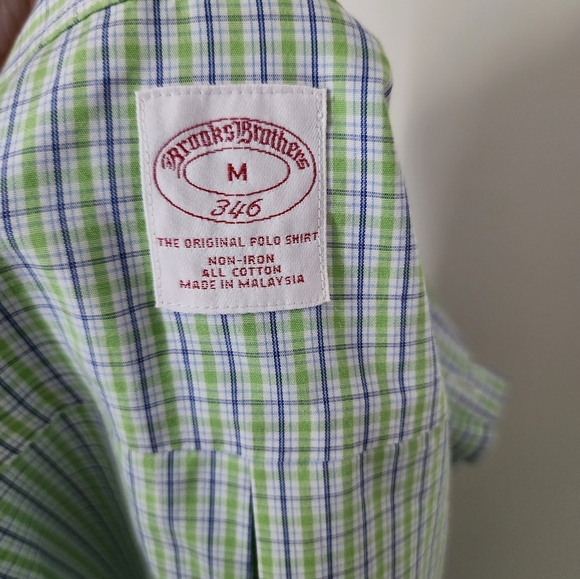 Brooks Brothers
M
346
THE ORIGINAL POLO SHIRT
NON-IRON
ALL COTTON
MADE IN MALAYSIA